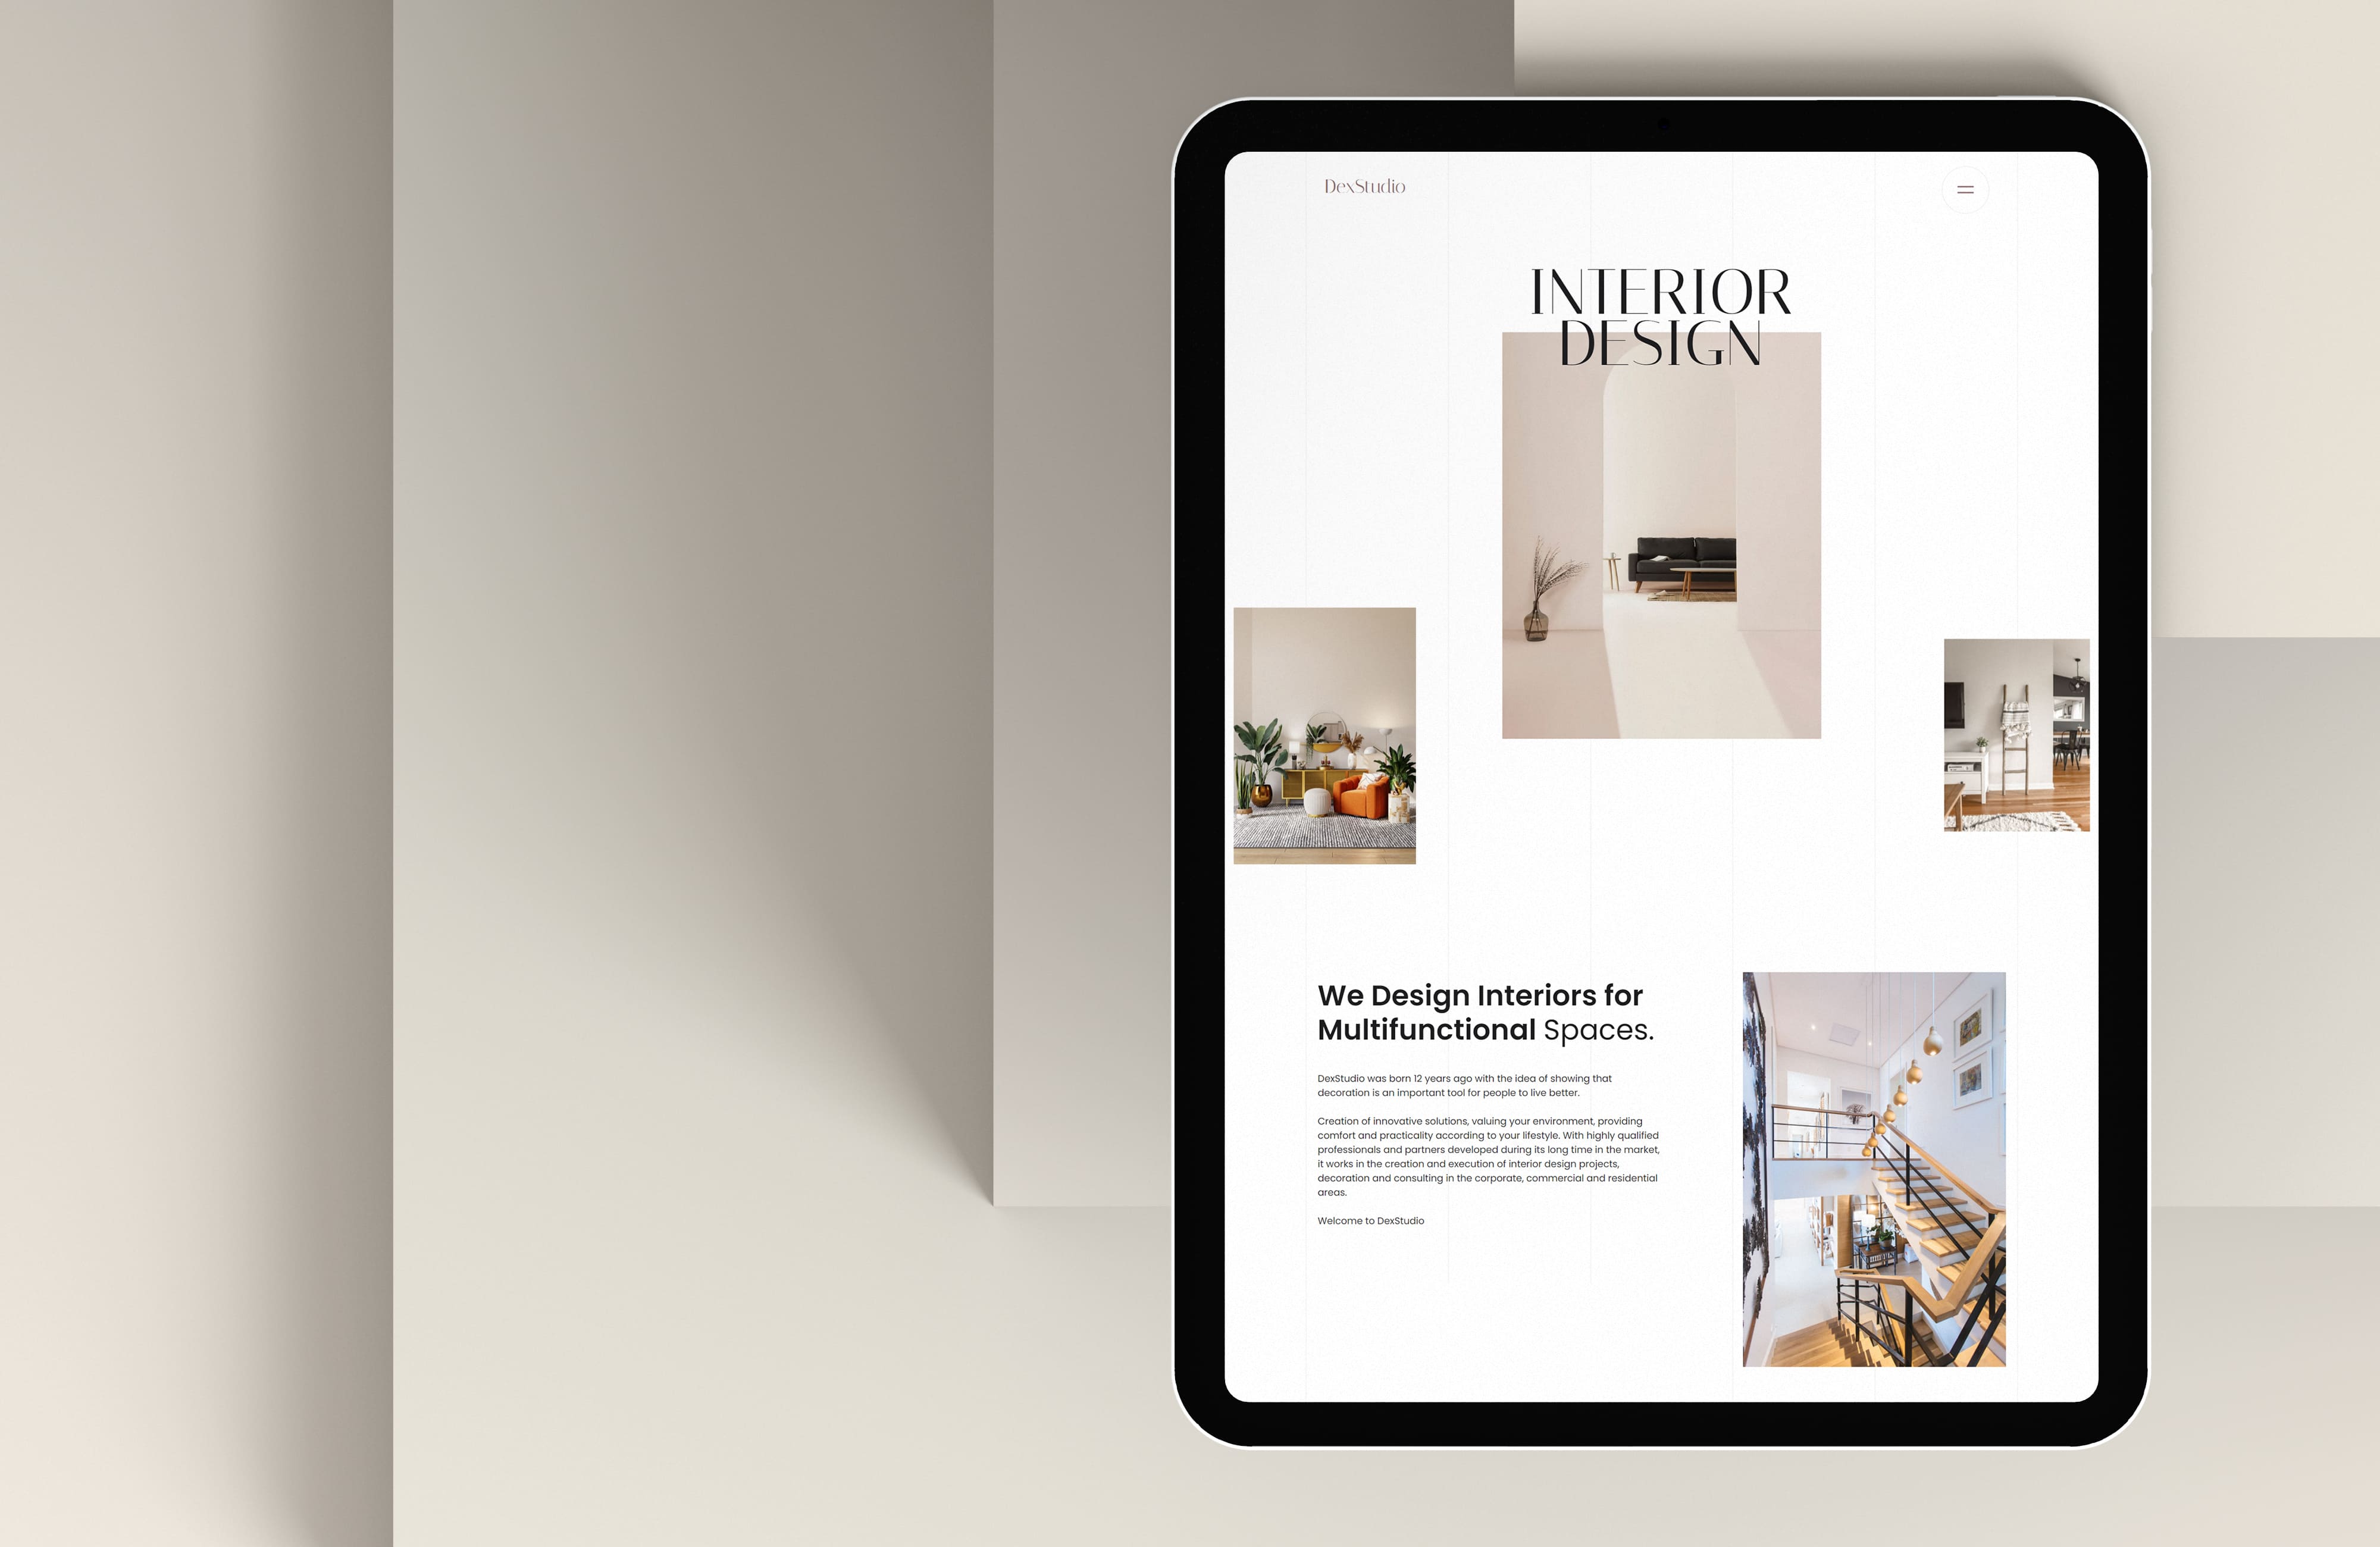 DexStudio
INTERIOR
DESIGN
We Design Interiors for
Multifunctional Spaces.
DexStudio was born 12 years ago with the idea of showing that
decoration is an important tool for people to live better.
Creation of innovative solutions, valuing your environment, providing
comfort and practicality according to your lifestyle. With highly qualified
professionals and partners developed during its long time in the market,
it works in the creation and execution of interior design projects,
decoration and consulting in the corporate, commercial and residential
areas.
Welcome to DexStudio